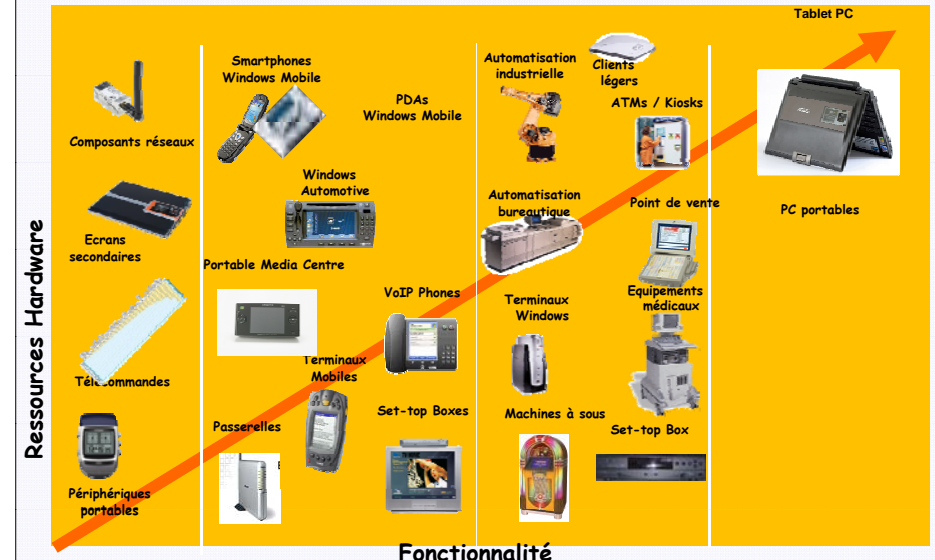 Tablet PC
Smartphones
Windows Mobile
Automatisation
industrielle
Clients
légers
PDAs
Windows Mobile
ATMs / Kiosks
Composants réseaux
Windows
Automotive
Automatisation
bureautique
Point de vente
PC portables
Ecrans
secondaires
Portable Media Centre
VoIP Phones
Terminaux
Windows
Equipements
médicaux
Télécommandes
Terminaux
Mobiles
Passerelles
Set-top Boxes
Machines à sous
Set-top Box
Périphériques
portables
Ressources Hardware
Fonctionnalité